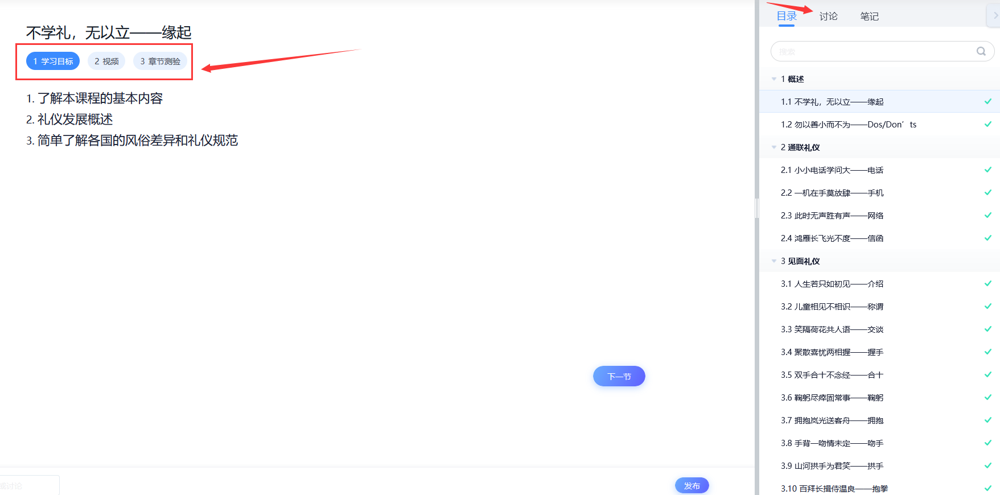 不学礼，无以立——缘起
1 学习目标 2 视频 3 章节测验
1. 了解本课程的基本内容
2. 礼仪发展概述
3. 简单了解各国的风俗差异和礼仪规范
下一节
或讨论
发布
目录 讨论 笔记
搜索
1 概述
1.1 不学礼，无以立——缘起
1.2 勿以善小而不为——Dos/Don’ts
2 通联礼仪
2.1 小小电话学问大——电话
2.2 一机在手莫放肆——手机
2.3 此时无声胜有声——网络
2.4 鸿雁长飞光不度——信函
3 见面礼仪
3.1 人生若只如初见——介绍
3.2 儿童相见不相识——称谓
3.3 笑隔荷花共人语——交谈
3.4 聚散喜忧两相握——握手
3.5 双手合十不念经——合十
3.6 鞠躬尽瘁固常事——鞠躬
3.7 拥抱岚光送客舟——拥抱
3.8 手背一吻情未定——吻手
3.9 山河拱手为君笑——拱手
3.10 百拜长揖侍温良——抱拳